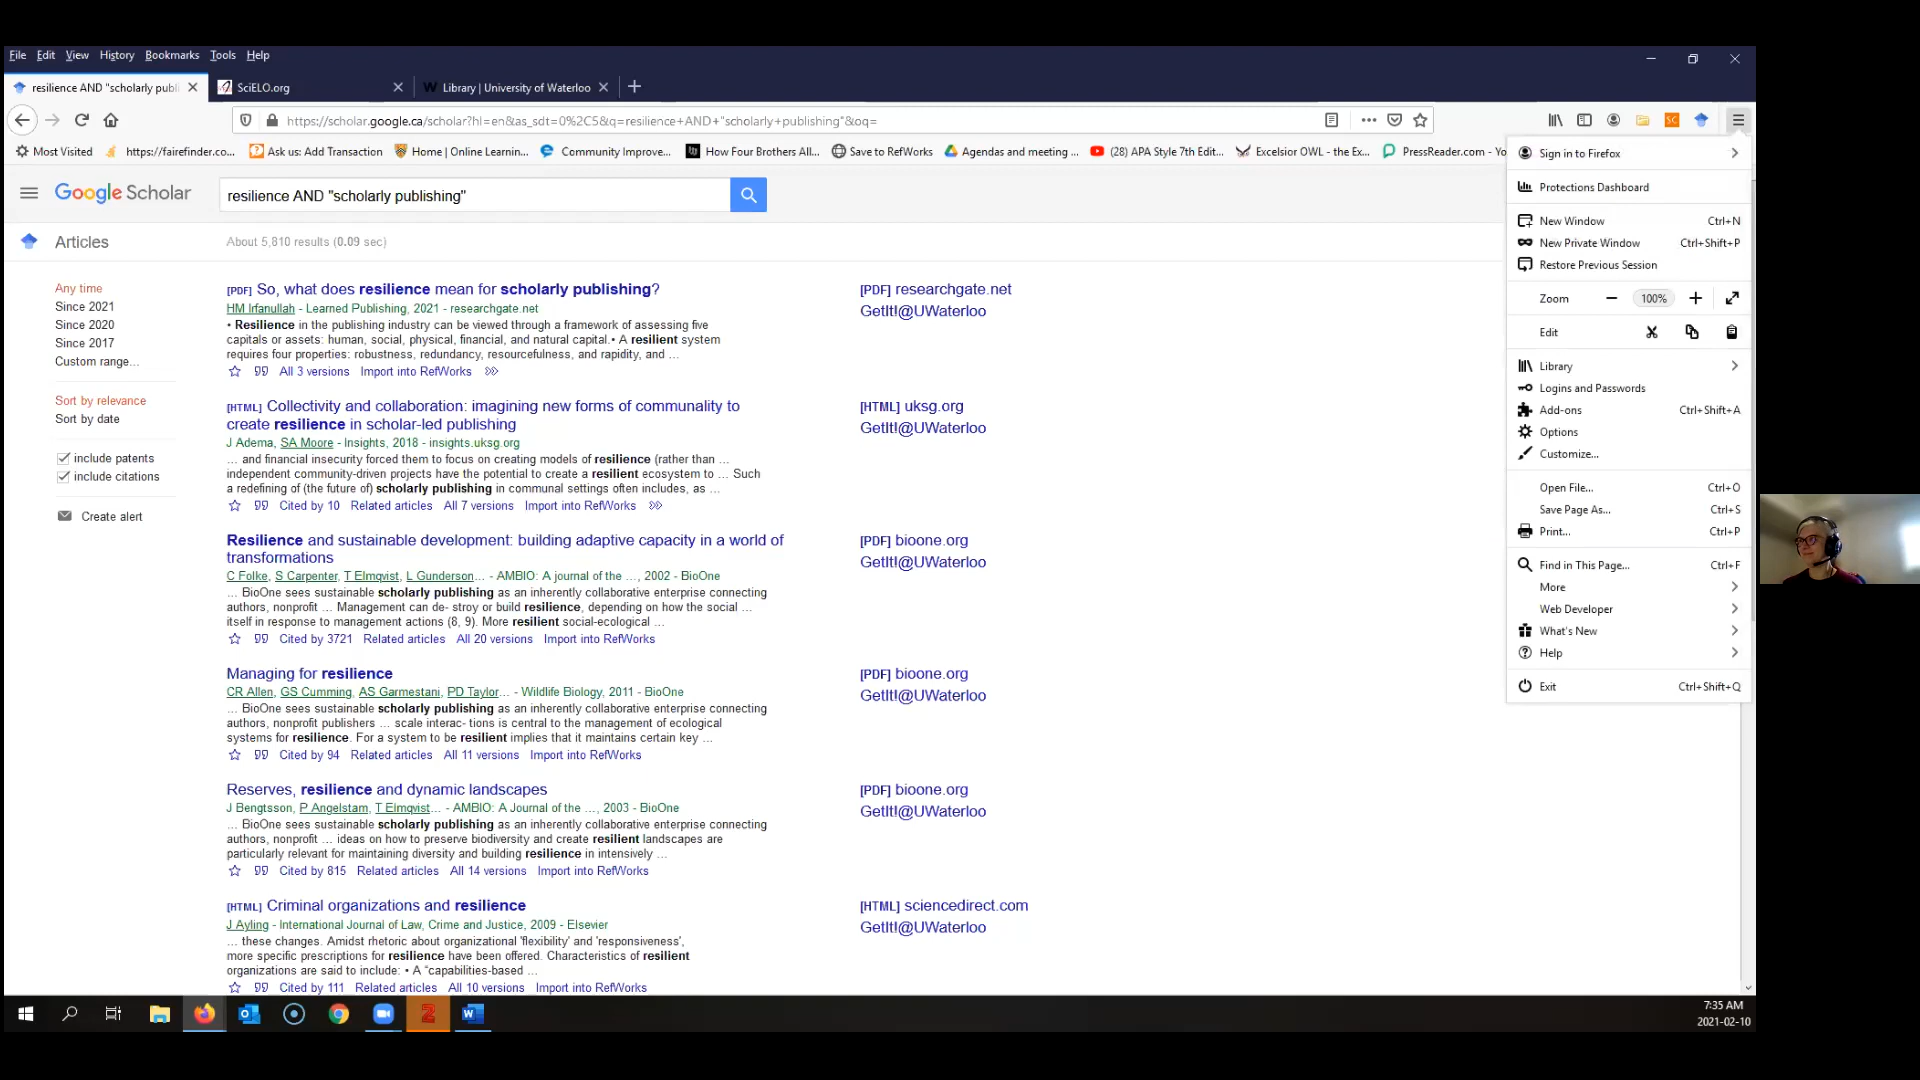 File Edit View History Bookmarks Tools Help
resilience AND "scholarly publi
SciELO.org
Library | University of Waterloo
https://scholar.google.ca/scholar?hl=en&as_sdt=0%2C5&q=resilience+AND+"scholarly+publishing"&oq=
Most Visited https://fairefinder.co... Ask us: Add Transaction Home | Online Learnin... Community Improve... How Four Brothers All... Save to RefWorks Agendas and meeting ... (28) APA Style 7th Edit... Excelsior OWL - the Ex... PressReader.com - Yo
Google Scholar
resilience AND "scholarly publishing"
Articles
About 5,810 results (0.09 sec)
Any time
Since 2021
Since 2020
Since 2017
Custom range...
Sort by relevance
Sort by date
include patents
include citations
Create alert
[PDF] So, what does resilience mean for scholarly publishing?
HM Irfanullah - Learned Publishing, 2021 - researchgate.net
• Resilience in the publishing industry can be viewed through a framework of assessing five
capitals or assets: human, social, physical, financial, and natural capital.• A resilient system
requires four properties: robustness, redundancy, resourcefulness, and rapidity, and ...
All 3 versions Import into RefWorks
[PDF] researchgate.net
GetIt!@UWaterloo
[HTML] Collectivity and collaboration: imagining new forms of communality to
create resilience in scholar-led publishing
J Adema, SA Moore - Insights, 2018 - insights.uksg.org
... and financial insecurity forced them to focus on creating models of resilience (rather than ...
independent community-driven projects have the potential to create a resilient ecosystem to ... Such
a redefining of (the future of) scholarly publishing in communal settings often includes, as ...
Cited by 10 Related articles All 7 versions Import into RefWorks
[HTML] uksg.org
GetIt!@UWaterloo
Resilience and sustainable development: building adaptive capacity in a world of
transformations
C Folke, S Carpenter, T Elmqvist, L Gunderson... - AMBIO: A journal of the ..., 2002 - BioOne
... BioOne sees sustainable scholarly publishing as an inherently collaborative enterprise connecting
authors, nonprofit ... Management can de- stroy or build resilience, depending on how the social ...
itself in response to management actions (8, 9). More resilient social-ecological ...
Cited by 3721 Related articles All 20 versions Import into RefWorks
[PDF] bioone.org
GetIt!@UWaterloo
Managing for resilience
CR Allen, GS Cumming, AS Garmestani, PD Taylor... - Wildlife Biology, 2011 - BioOne
... BioOne sees sustainable scholarly publishing as an inherently collaborative enterprise connecting
authors, nonprofit publishers ... scale interac- tions is central to the management of ecological
systems for resilience. For a system to be resilient implies that it maintains certain key ...
Cited by 94 Related articles All 11 versions Import into RefWorks
[PDF] bioone.org
GetIt!@UWaterloo
Reserves, resilience and dynamic landscapes
J Bengtsson, P Angelstam, T Elmqvist... - AMBIO: A Journal of the ..., 2003 - BioOne
... BioOne sees sustainable scholarly publishing as an inherently collaborative enterprise connecting
authors, nonprofit ... ideas on how to preserve biodiversity and create resilient landscapes are
particularly relevant for maintaining diversity and building resilience in intensively ...
Cited by 815 Related articles All 14 versions Import into RefWorks
[PDF] bioone.org
GetIt!@UWaterloo
[HTML] Criminal organizations and resilience
J Ayling - International Journal of Law, Crime and Justice, 2009 - Elsevier
... these changes. Amidst rhetoric about organizational 'flexibility' and 'responsiveness',
more specific prescriptions for resilience have been offered. Characteristics of resilient
organizations are said to include: • A "capabilities-based ...
Cited by 111 Related articles All 10 versions Import into RefWorks
[HTML] sciencedirect.com
GetIt!@UWaterloo
Sign in to Firefox
Protections Dashboard
New Window Ctrl+N
New Private Window Ctrl+Shift+P
Restore Previous Session
Zoom 100%
Edit
Library
Logins and Passwords
Add-ons Ctrl+Shift+A
Options
Customize...
Open File... Ctrl+O
Save Page As... Ctrl+S
Print... Ctrl+P
Find in This Page... Ctrl+F
More
Web Developer
What's New
Help
Exit Ctrl+Shift+Q
7:35 AM
2021-02-10